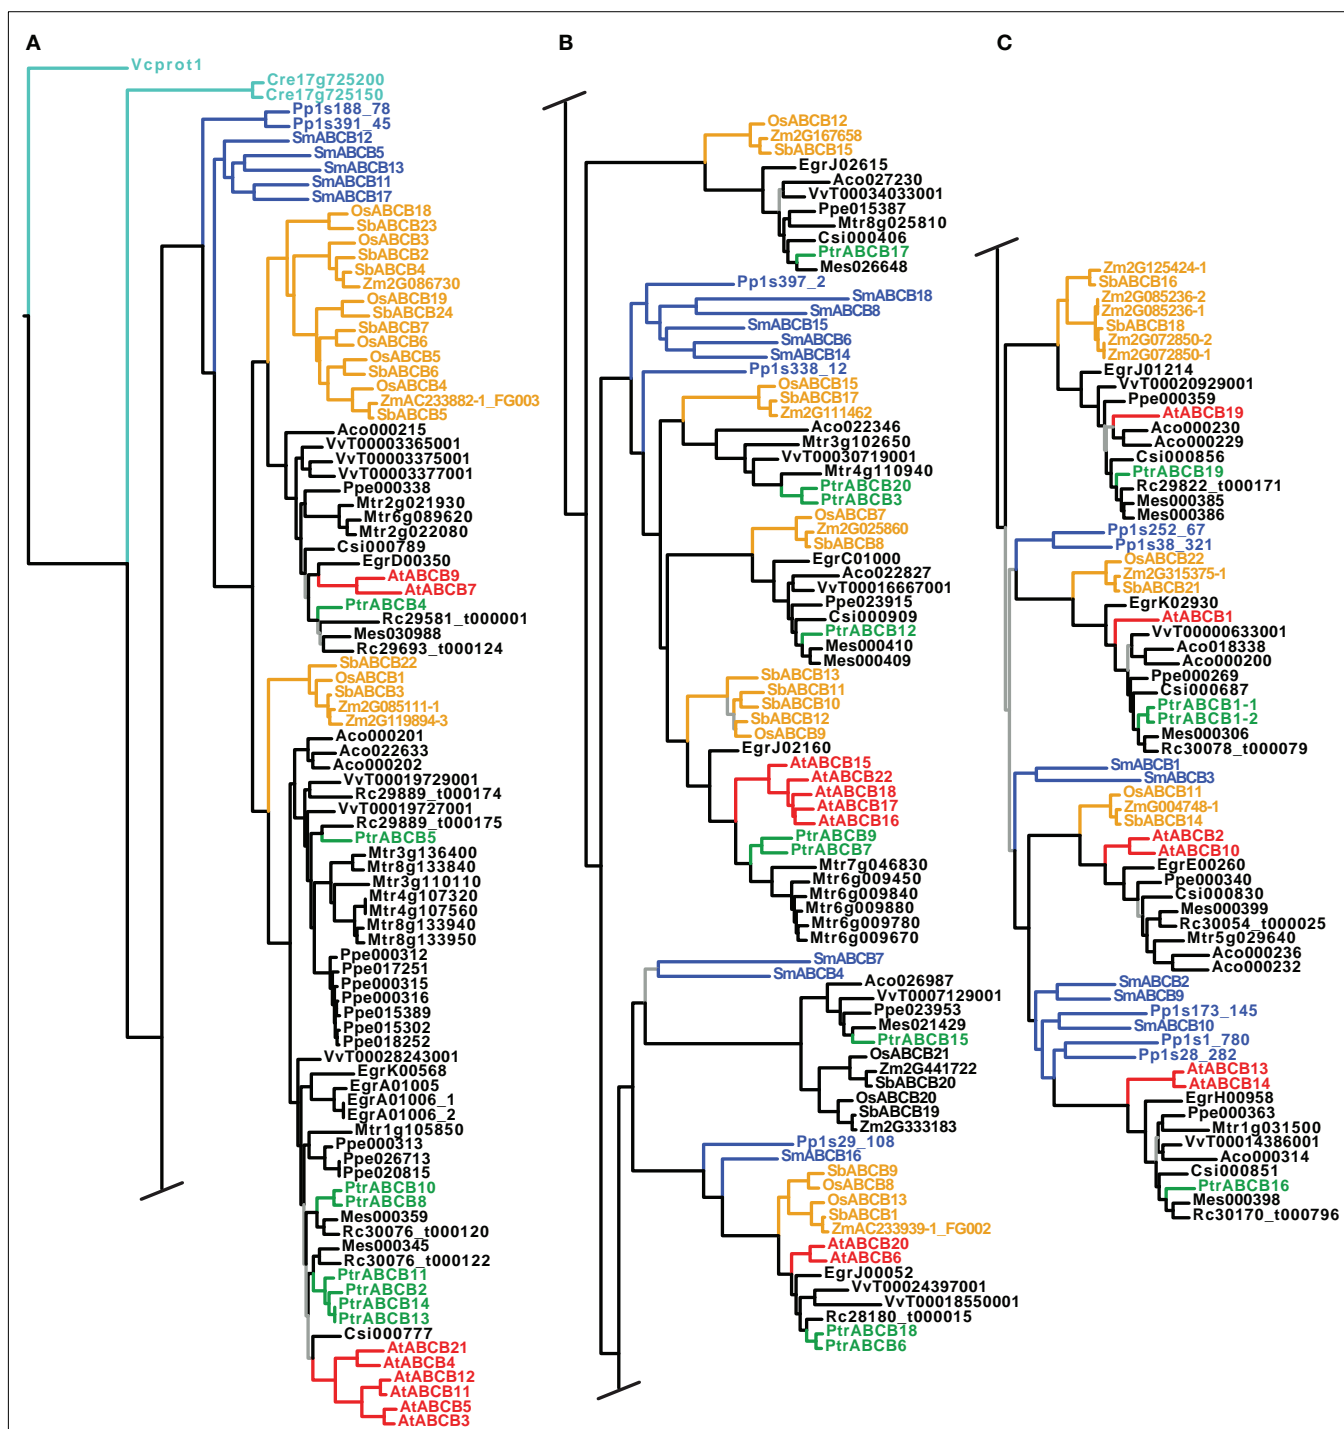 A
Vcprot1
Cre17g725200
Cre17g725150
Pp1s188_78
Pp1s391_45
SmABCB12
SmABCB5
SmABCB13
SmABCB11
SmABCB17
OsABCB18
SbABCB23
OsABCB3
SbABCB2
SbABCB4
Zm2G086730
OsABCB19
SbABCB24
SbABCB7
OsABCB6
OsABCB5
SbABCB6
OsABCB4
ZmAC233882-1_FG003
SbABCB5
Aco000215
VvT00003365001
VvT00003375001
VvT00003377001
Ppe000338
Mtr2g021930
Mtr6g089620
Mtr2g022080
Csi000789
EgrD00350
AtABCB9
AtABCB7
PtrABCB4
Rc29581_t000001
Mes030988
Rc29693_t000124
SbABCB22
OsABCB1
SbABCB3
Zm2G085111-1
Zm2G119894-3
Aco000201
Aco022633
Aco000202
VvT00019729001
Rc29889_t000174
VvT00019727001
Rc29889_t000175
PtrABCB5
Mtr3g136400
Mtr8g133840
Mtr3g110110
Mtr4g107320
Mtr4g107560
Mtr8g133940
Mtr8g133950
Ppe000312
Ppe017251
Ppe000315
Ppe000316
Ppe015389
Ppe015302
Ppe018252
VvT00028243001
EgrK00568
EgrA01005
EgrA01006_1
EgrA01006_2
Mtr1g105850
Ppe000313
Ppe026713
Ppe020815
PtrABCB10
PtrABCB8
Mes000359
Rc30076_t000120
Mes000345
Rc30076_t000122
PtrABCB11
PtrABCB2
PtrABCB14
PtrABCB13
Csi000777
AtABCB21
AtABCB4
AtABCB12
AtABCB11
AtABCB5
AtABCB3
B
OsABCB12
Zm2G167658
SbABCB15
EgrJ02615
Aco027230
VvT00034033001
Ppe015387
Mtr8g025810
Csi000406
PtrABCB17
Mes026648
Pp1s397_2
SmABCB18
SmABCB8
SmABCB15
SmABCB6
SmABCB14
Pp1s338_12
OsABCB15
SbABCB17
Zm2G111462
Aco022346
Mtr3g102650
VvT00030719001
Mtr4g110940
PtrABCB20
PtrABCB3
OsABCB7
Zm2G025860
SbABCB8
EgrC01000
Aco022827
VvT00016667001
Ppe023915
Csi000909
PtrABCB12
Mes000410
Mes000409
SbABCB13
SbABCB11
SbABCB10
SbABCB12
OsABCB9
EgrJ02160
AtABCB15
AtABCB22
AtABCB18
AtABCB17
AtABCB16
PtrABCB9
PtrABCB7
Mtr7g046830
Mtr6g009450
Mtr6g009840
Mtr6g009880
Mtr6g009780
Mtr6g009670
SmABCB7
SmABCB4
Aco026987
VvT0007129001
Ppe023953
Mes021429
PtrABCB15
OsABCB21
Zm2G441722
SbABCB20
OsABCB20
SbABCB19
Zm2G333183
Pp1s29_108
SmABCB16
SbABCB9
OsABCB8
OsABCB13
SbABCB1
ZmAC233939-1_FG002
AtABCB20
AtABCB6
EgrJ00052
VvT00024397001
VvT00018550001
Rc28180_t000015
PtrABCB18
PtrABCB6
C
Zm2G125424-1
SbABCB16
Zm2G085236-2
Zm2G085236-1
SbABCB18
Zm2G072850-2
Zm2G072850-1
EgrJ01214
VvT00020929001
Ppe000359
AtABCB19
Aco000230
Aco000229
Csi000856
PtrABCB19
Rc29822_t000171
Mes000385
Mes000386
Pp1s252_67
Pp1s38_321
OsABCB22
Zm2G315375-1
SbABCB21
EgrK02930
AtABCB1
VvT00000633001
Aco018338
Aco000200
Ppe000269
Csi000687
PtrABCB1-1
PtrABCB1-2
Mes000306
Rc30078_t000079
SmABCB1
SmABCB3
OsABCB11
ZmG004748-1
SbABCB14
AtABCB2
AtABCB10
EgrE00260
Ppe000340
Csi000830
Mes000399
Rc30054_t000025
Mtr5g029640
Aco000236
Aco000232
SmABCB2
SmABCB9
Pp1s173_145
SmABCB10
Pp1s1_780
Pp1s28_282
AtABCB13
AtABCB14
EgrH00958
Ppe000363
Mtr1g031500
VvT00014386001
Aco000314
Csi000851
PtrABCB16
Mes000398
Rc30170_t000796